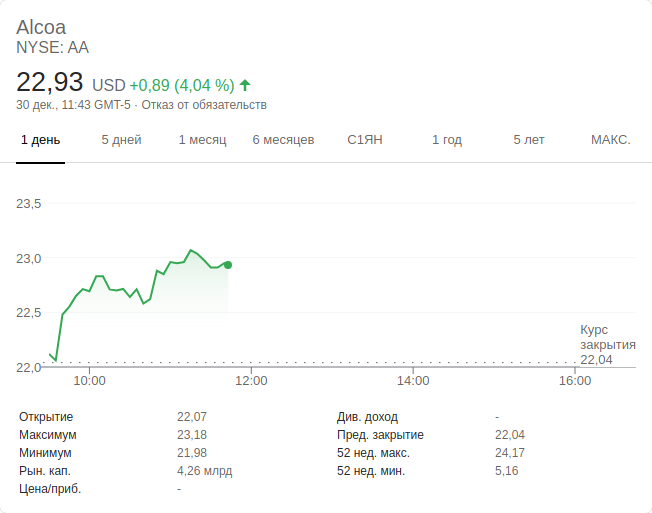 Alcoa
NYSE: AA
22,93 USD +0,89 (4,04 %)
30 дек., 11:43 GMT-5 · Отказ от обязательств
1 день 5 дней 1 месяц 6 месяцев С1ЯН 1 год 5 лет МАКС.
23,5
23,0
22,5
22,0
Курс
закрытия
22,04
10:00 12:00 14:00 16:00
Открытие 22,07 Див. доход -
Максимум 23,18 Пред. закрытие 22,04
Минимум 21,98 52 нед. макс. 24,17
Рын. кап. 4,26 млрд 52 нед. мин. 5,16
Цена/приб. -